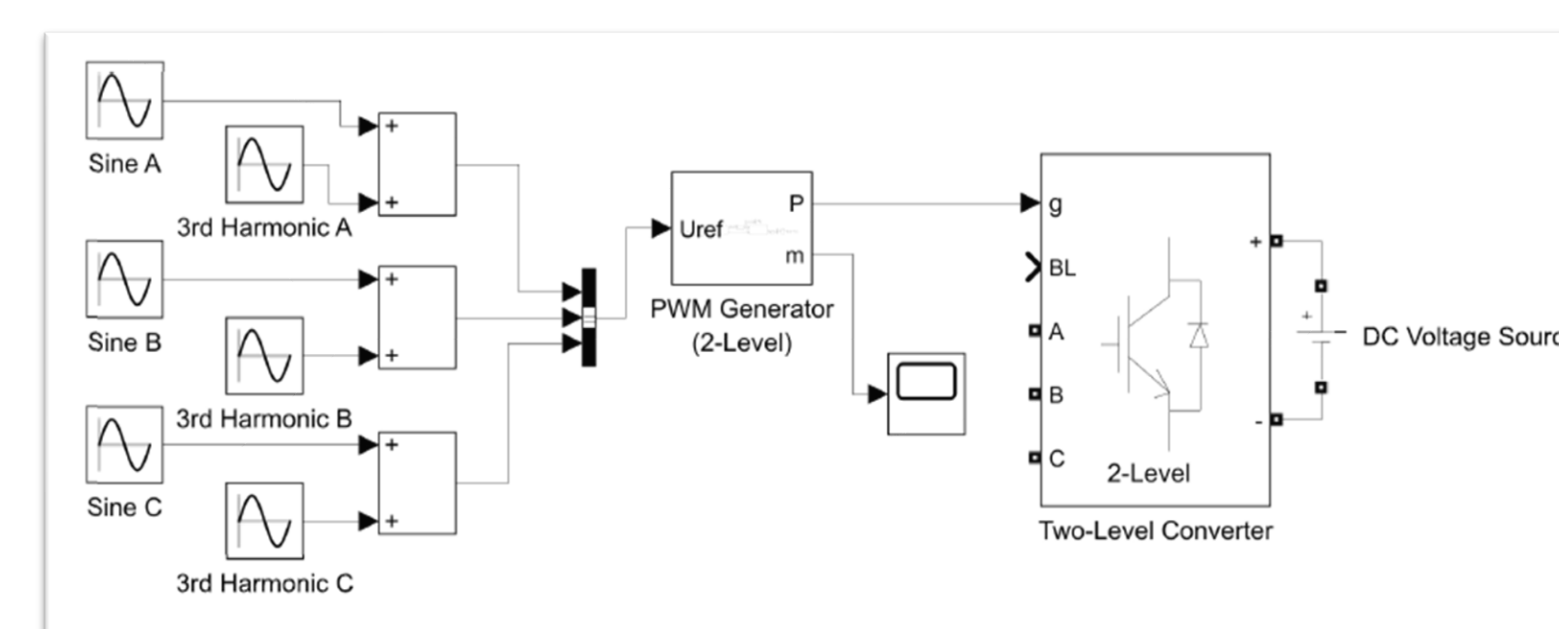 Sine A
+
3rd Harmonic A
+
Sine B
+
3rd Harmonic B
+
Sine C
+
3rd Harmonic C
+
Uref
P
m
PWM Generator
(2-Level)
g
BL
A
B
C
+
-
2-Level
Two-Level Converter
+
-
DC Voltage Sourc